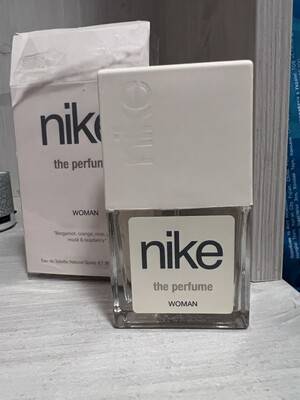 nike
the perfume
WOMAN
"Bergamot, orange, rose,
musk & raspberry"
Eau de Toilette Natural Spray
nike
nike
the perfume
WOMAN